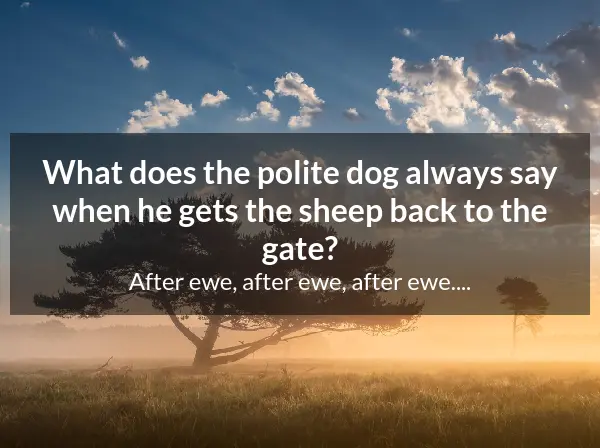 What does the polite dog always say
when he gets the sheep back to the
gate?
After ewe, after ewe, after ewe....